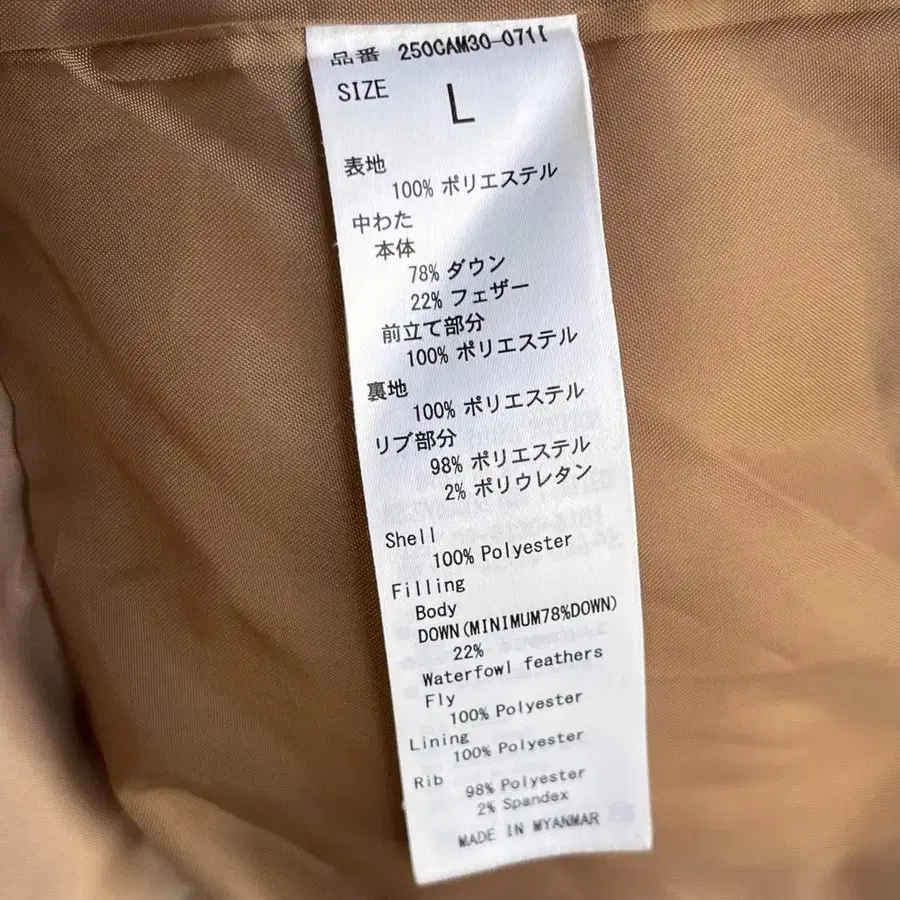 品番 250CAM30-071I
SIZE L
表地
100% ポリエステル
中わた
本体
78% ダウン
22% フェザー
前立て部分
100% ポリエステル
裏地
100% ポリエステル
リブ部分
98% ポリエステル
2% ポリウレタン
Shell
100% Polyester
Filling
Body
DOWN(MINIMUM78%DOWN)
22%
Waterfowl feathers
Fly
100% Polyester
Lining
100% Polyester
Rib
98% Polyester
2% Spandex
MADE IN MYANMAR